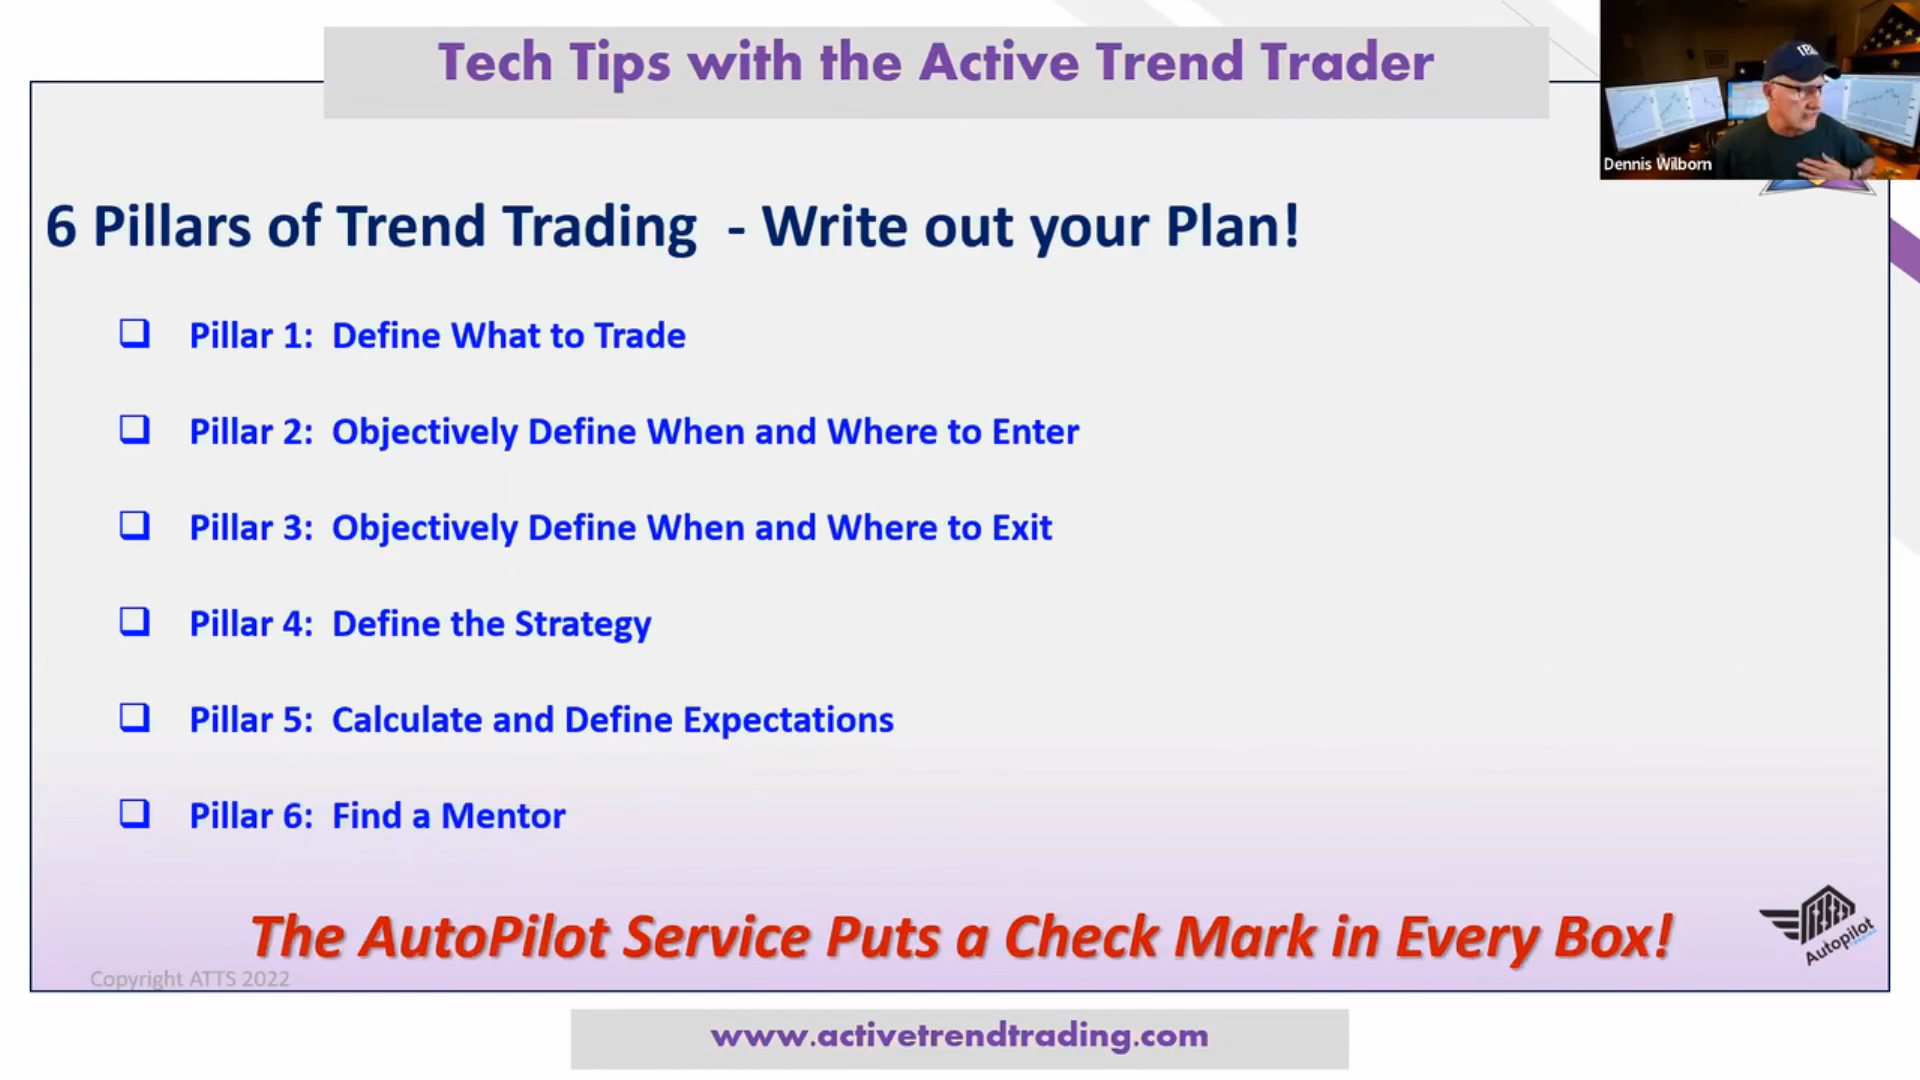 Tech Tips with the Active Trend Trader
Dennis Wilborn
6 Pillars of Trend Trading - Write out your Plan!
Pillar 1: Define What to Trade
Pillar 2: Objectively Define When and Where to Enter
Pillar 3: Objectively Define When and Where to Exit
Pillar 4: Define the Strategy
Pillar 5: Calculate and Define Expectations
Pillar 6: Find a Mentor
The AutoPilot Service Puts a Check Mark in Every Box!
Autopilot
Copyright ATTS 2022
www.activetrendtrading.com